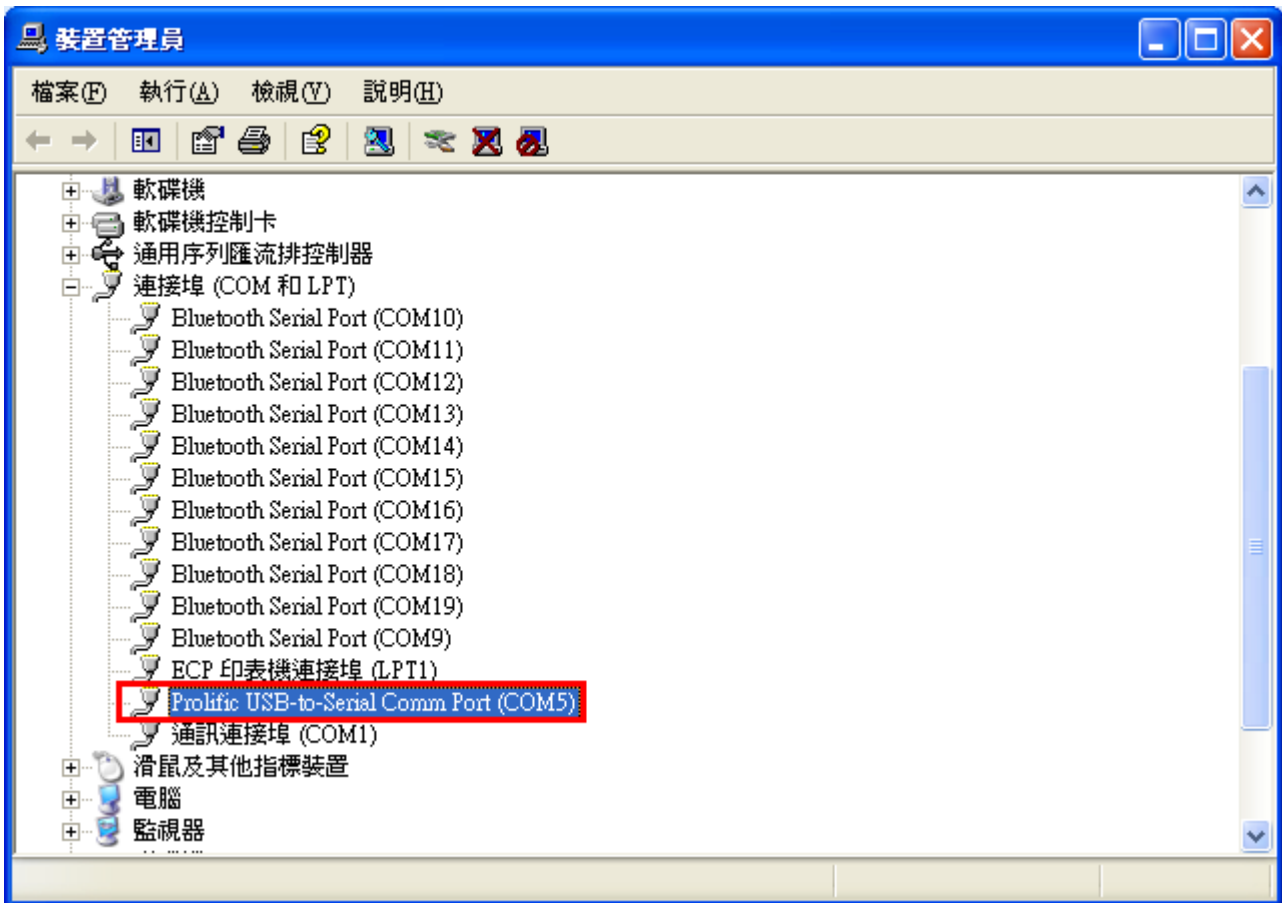 裝置管理員
檔案(F) 執行(A) 檢視(V) 說明(H)
軟碟機
軟碟機控制卡
通用序列匯流排控制器
連接埠 (COM 和 LPT)
Bluetooth Serial Port (COM10)
Bluetooth Serial Port (COM11)
Bluetooth Serial Port (COM12)
Bluetooth Serial Port (COM13)
Bluetooth Serial Port (COM14)
Bluetooth Serial Port (COM15)
Bluetooth Serial Port (COM16)
Bluetooth Serial Port (COM17)
Bluetooth Serial Port (COM18)
Bluetooth Serial Port (COM19)
Bluetooth Serial Port (COM9)
ECP 印表機連接埠 (LPT1)
Prolific USB-to-Serial Comm Port (COM5)
通訊連接埠 (COM1)
滑鼠及其他指標裝置
電腦
監視器